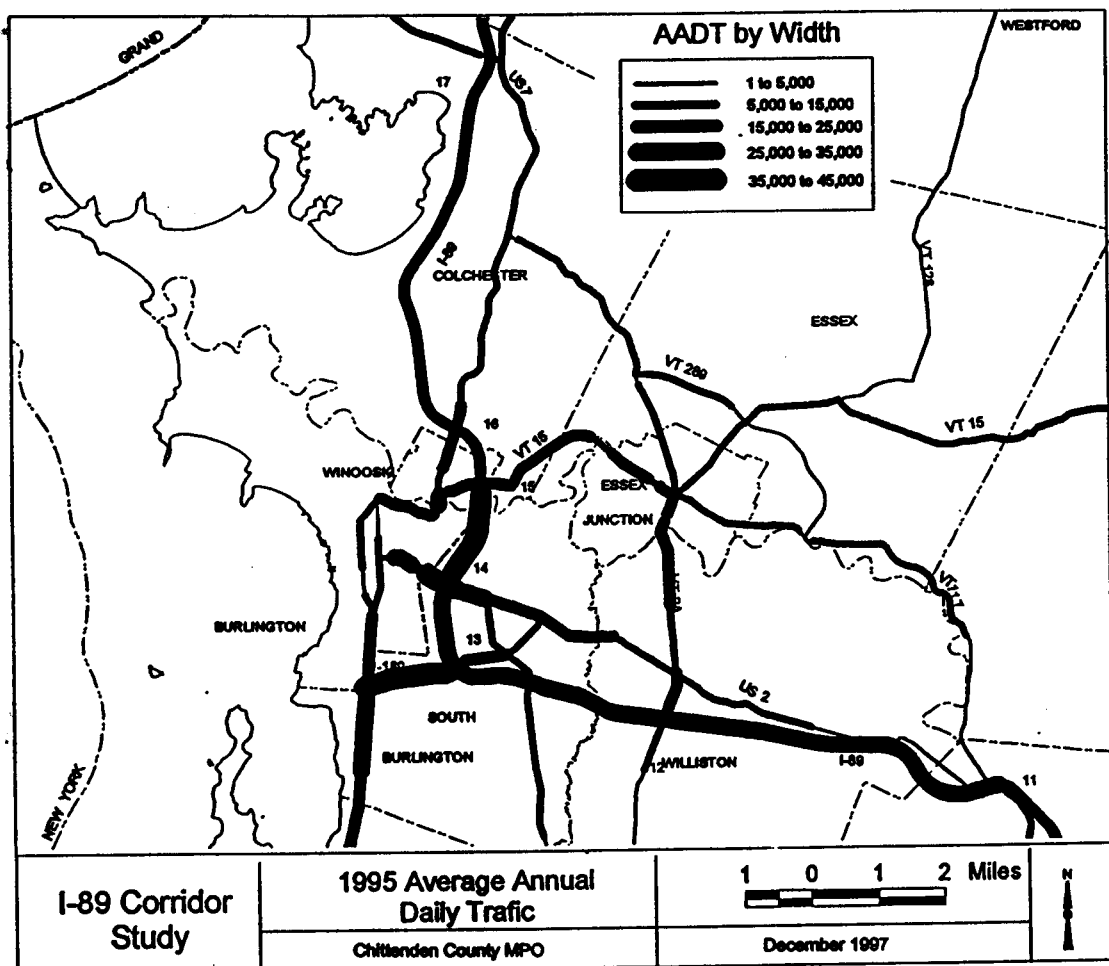 AADT by Width
1 to 5,000
5,000 to 15,000
15,000 to 25,000
25,000 to 35,000
35,000 to 45,000
WESTFORD
GRAND
17
US7
I-89
COLCHESTER
VT 128
ESSEX
VT 289
VT 15
16
VT 15
WINOOSKI
15
ESSEX
JUNCTION
14
VT117
BURLINGTON
13
-189
US 2
SOUTH
BURLINGTON
12
WILLISTON
I-89
11
NEW YORK
I-89 Corridor
Study
1995 Average Annual
Daily Trafic
Chittenden County MPO
1 0 1 2 Miles
December 1997
N